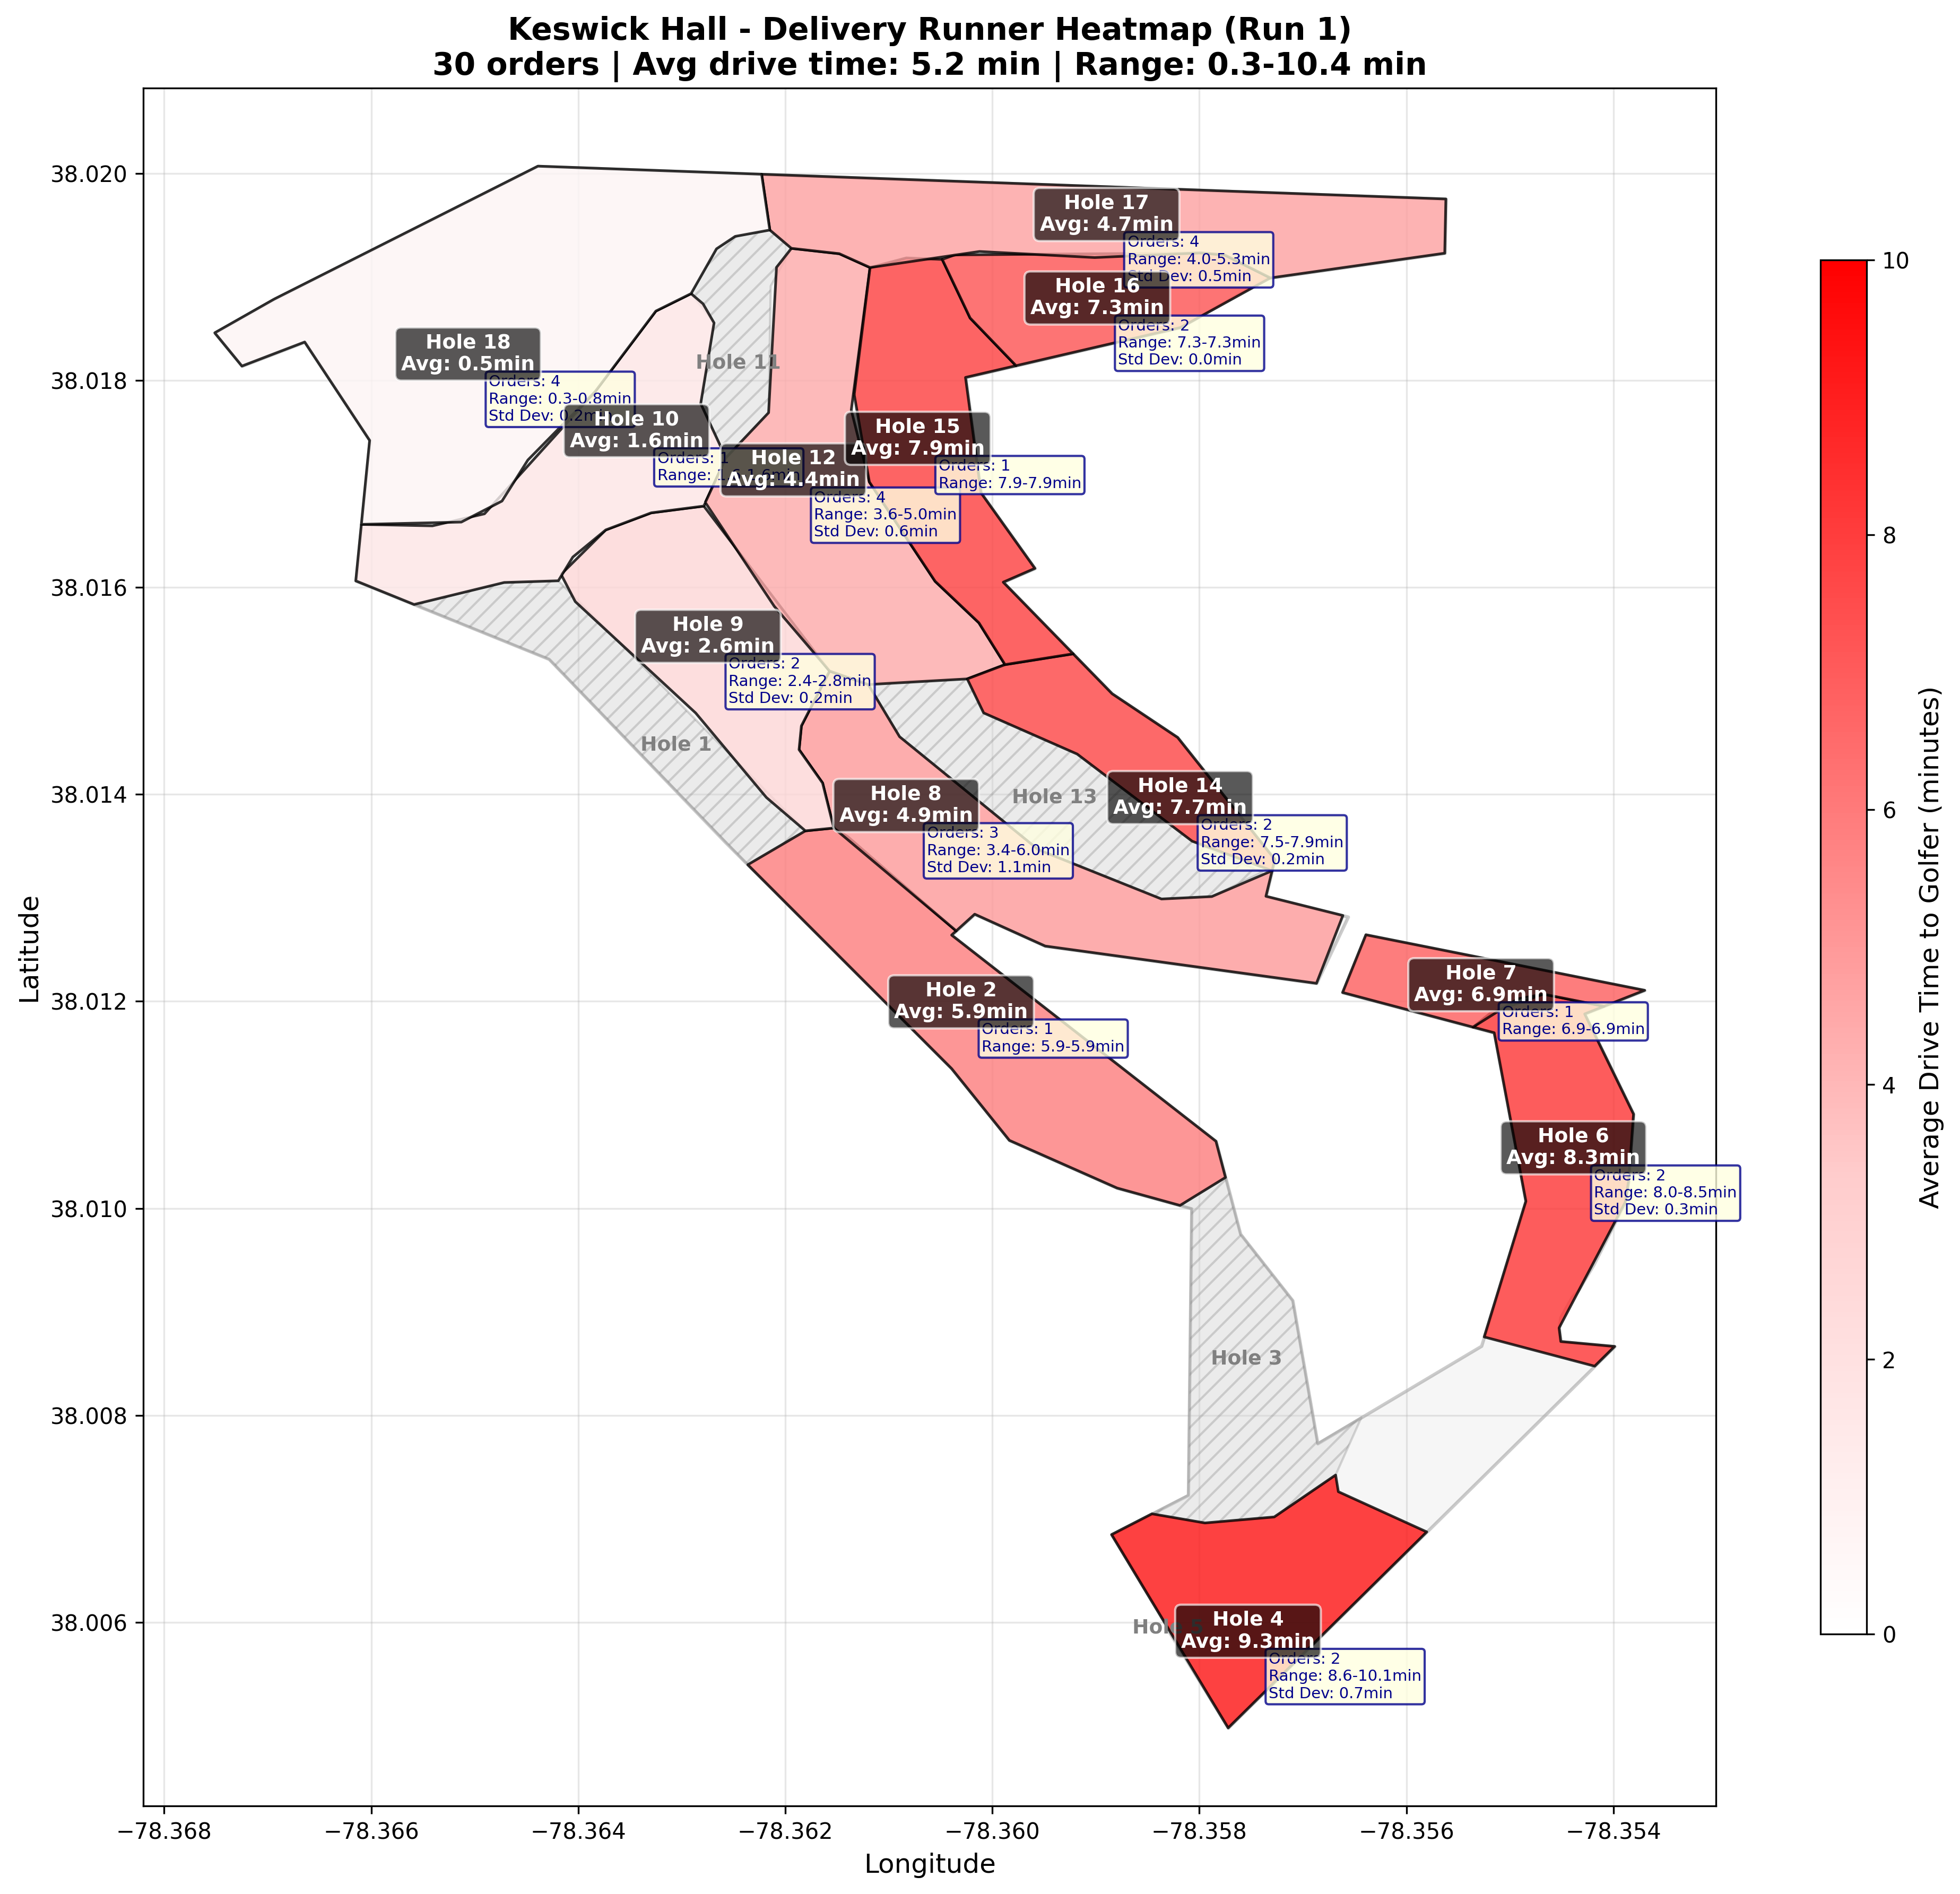 Keswick Hall - Delivery Runner Heatmap (Run 1)
30 orders | Avg drive time: 5.2 min | Range: 0.3-10.4 min
Latitude
38.020
38.018
38.016
38.014
38.012
38.010
38.008
38.006
Hole 17
Avg: 4.7min
Orders: 4
Range: 4.0-5.3min
Std Dev: 0.5min
Hole 16
Avg: 7.3min
Orders: 2
Range: 7.3-7.3min
Std Dev: 0.0min
Hole 18
Avg: 0.5min
Orders: 4
Range: 0.3-0.8min
Std Dev: 0.2min
Hole 11
Hole 10
Avg: 1.6min
Orders: 1
Range:
Hole 12
Avg: 4.4min
Orders: 4
Range: 3.6-5.0min
Std Dev: 0.6min
Hole 15
Avg: 7.9min
Orders: 1
Range: 7.9-7.9min
Hole 9
Avg: 2.6min
Orders: 2
Range: 2.4-2.8min
Std Dev: 0.2min
Hole 1
Hole 8
Avg: 4.9min
Orders: 3
Range: 3.4-6.0min
Std Dev: 1.1min
Hole 13
Hole 14
Avg: 7.7min
Orders: 2
Range: 7.5-7.9min
Std Dev: 0.2min
Hole 2
Avg: 5.9min
Orders: 1
Range: 5.9-5.9min
Hole 7
Avg: 6.9min
Orders: 1
Range: 6.9-6.9min
Hole 6
Avg: 8.3min
Orders: 2
Range: 8.0-8.5min
Std Dev: 0.3min
Hole 3
Hole 5
Hole 4
Avg: 9.3min
Orders: 2
Range: 8.6-10.1min
Std Dev: 0.7min
−78.368
−78.366
−78.364
−78.362
−78.360
−78.358
−78.356
−78.354
Longitude
10
8
6
4
2
0
Average Drive Time to Golfer (minutes)